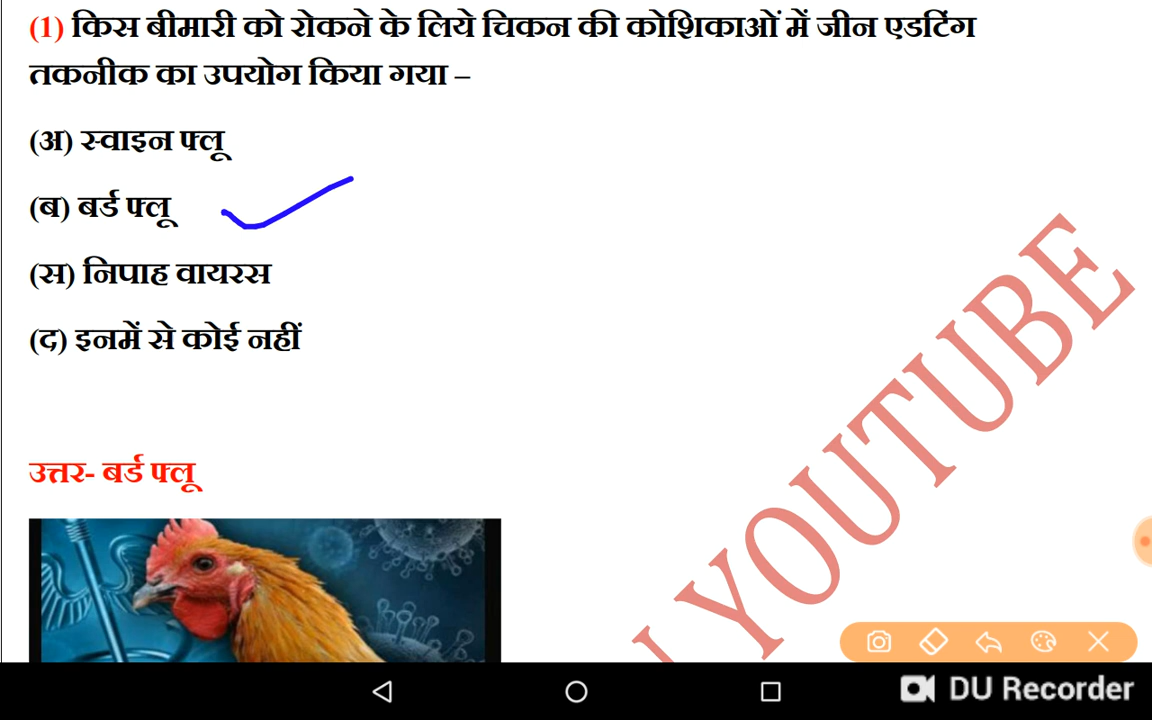 (1) किस बीमारी को रोकने के लिये चिकन की कोशिकाओं में जीन एडटिंग
तकनीक का उपयोग किया गया –
(अ) स्वाइन फ्लू
(ब) बर्ड फ्लू
(स) निपाह वायरस
(द) इनमें से कोई नहीं
उत्तर- बर्ड फ्लू
YOUTUBE
DU Recorder